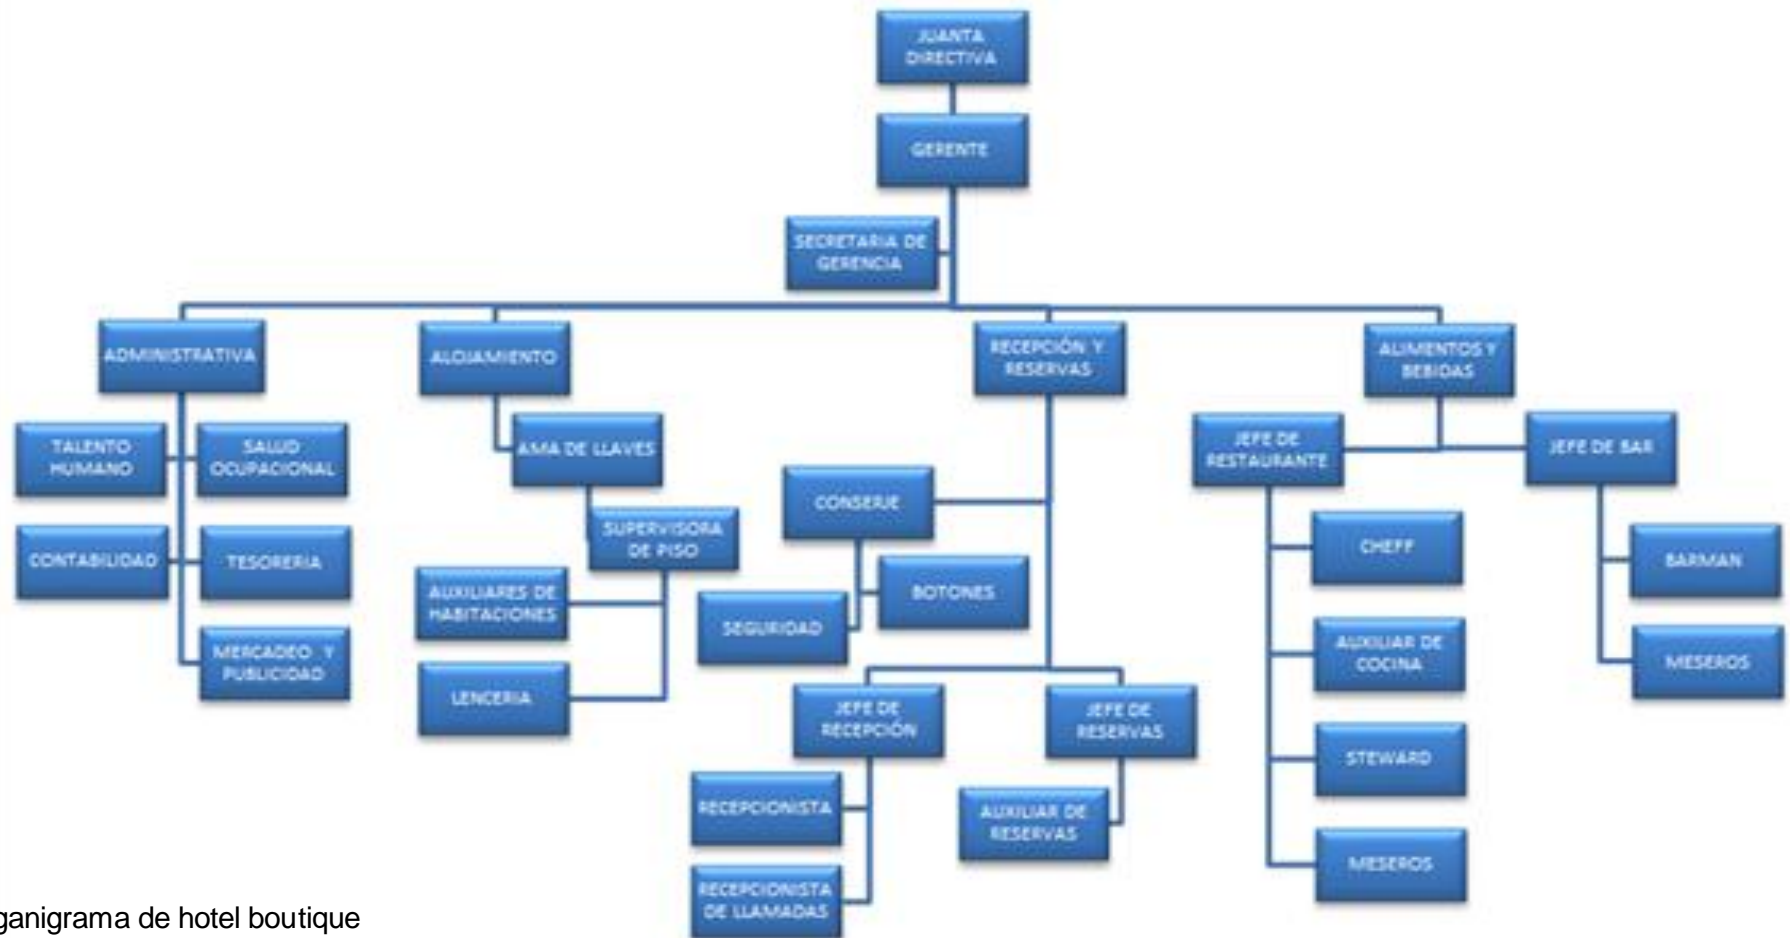 JUANTA
DIRECTIVA
GERENTE
SECRETARIA DE
GERENCIA
ADMINISTRATIVA
ALOJAMIENTO
RECEPCIÓN Y
RESERVAS
ALIMENTOS Y
BEBIDAS
TALENTO
HUMANO
SALUD
OCUPACIONAL
CONTABILIDAD
TESORERIA
MERCADEO Y
PUBLICIDAD
AMA DE LLAVES
SUPERVISORA
DE PISO
AUXILIARES DE
HABITACIONES
LENCERIA
CONSERJE
BOTONES
SEGURIDAD
JEFE DE
RECEPCIÓN
JEFE DE
RESERVAS
RECEPCIONISTA
RECEPCIONISTA
DE LLAMADAS
AUXILIAR DE
RESERVAS
JEFE DE
RESTAURANTE
JEFE DE BAR
CHEFF
AUXILIAR DE
COCINA
STEWARD
MESEROS
BARMAN
MESEROS
ganigrama de hotel boutique